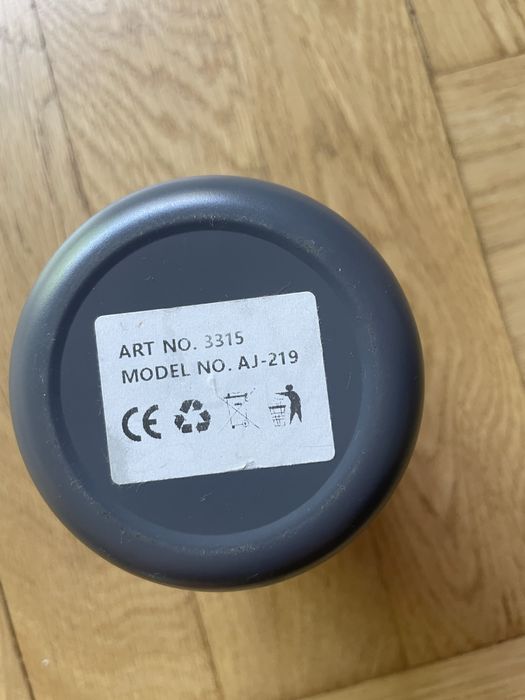 ART NO. 3315
MODEL NO. AJ-219
CE